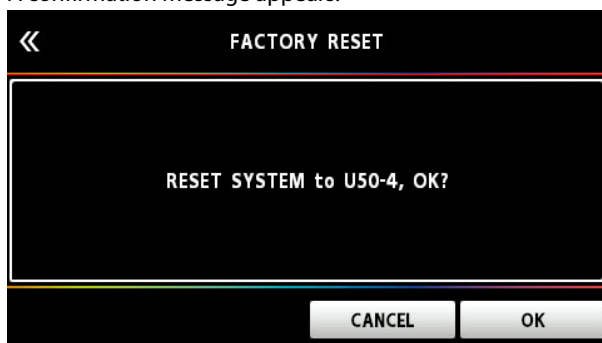 A confirmation message appears.
« FACTORY RESET
RESET SYSTEM to U50-4, OK?
CANCEL OK